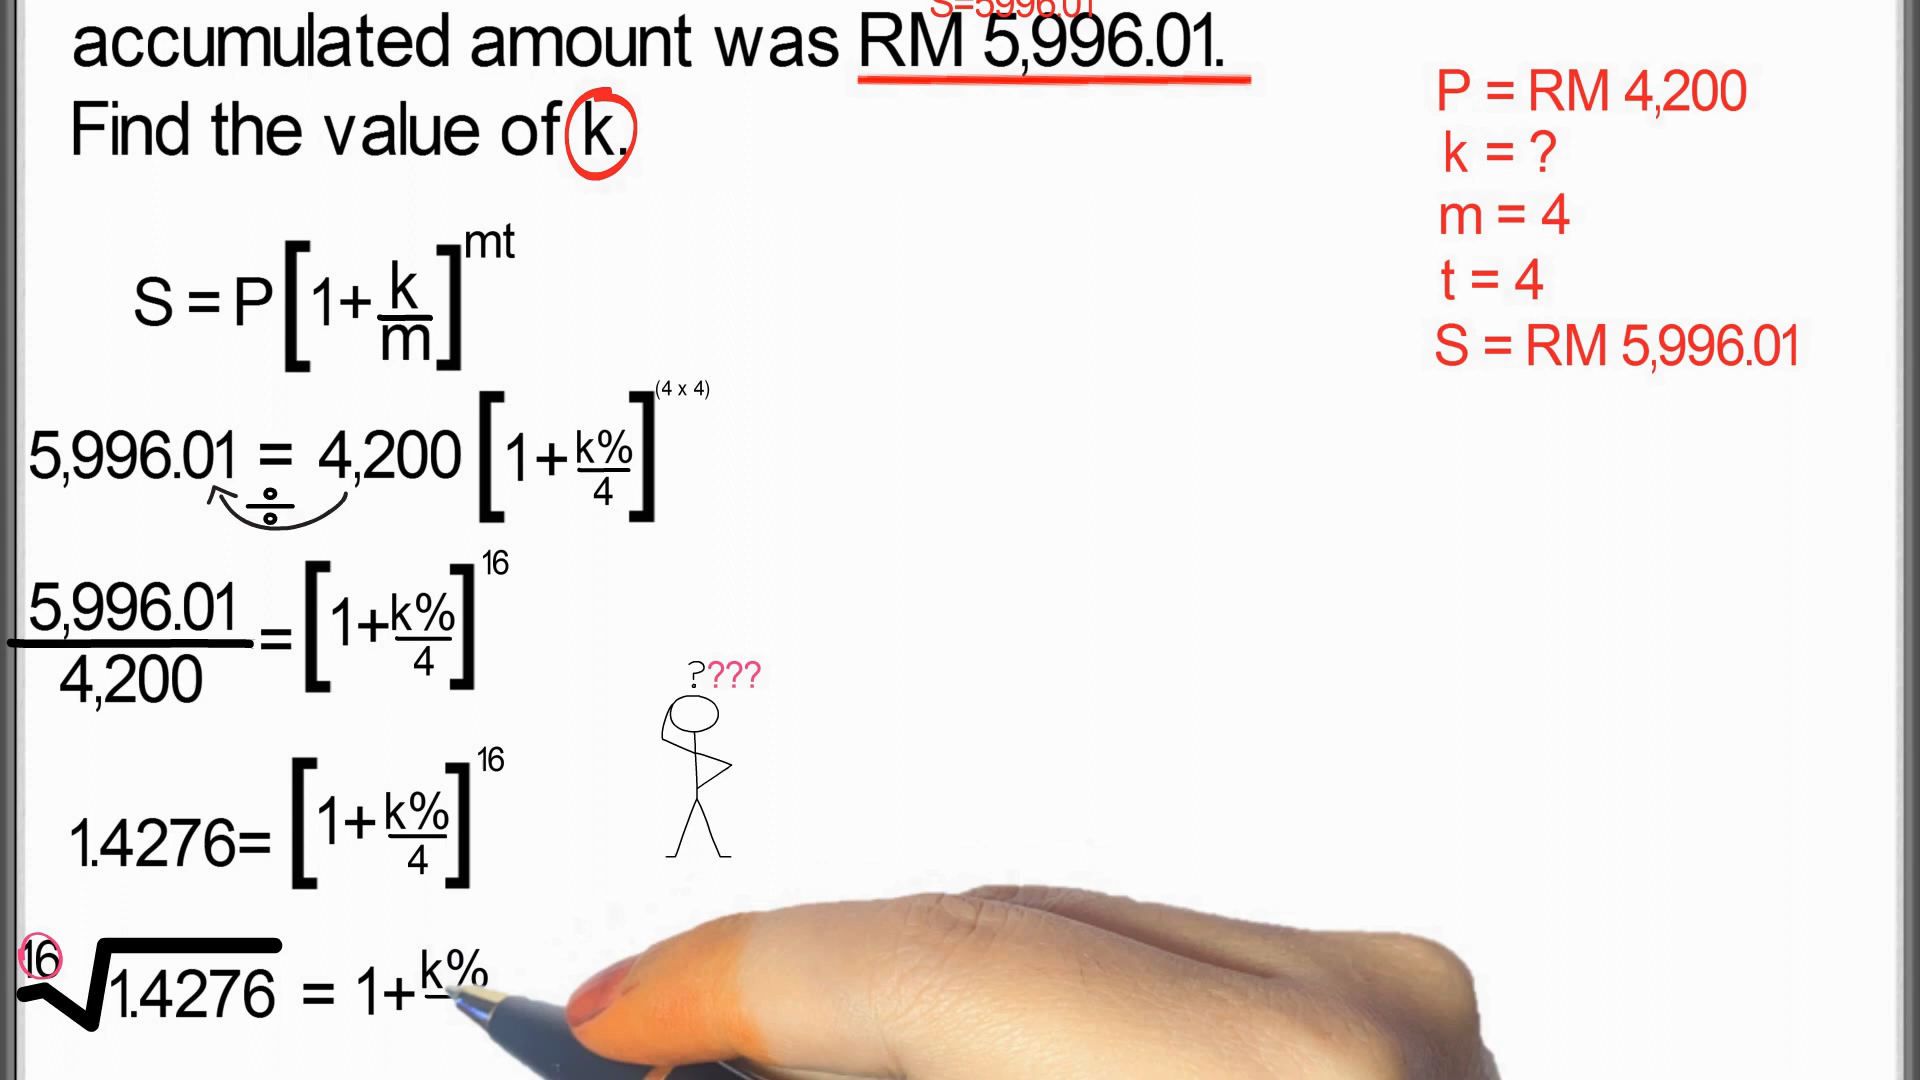 S=5996.01
accumulated amount was RM 5,996.01.
Find the value of k.
P = RM 4,200
k = ?
m = 4
t = 4
S = RM 5,996.01
S = P[1+k/m]^mt
5,996.01 = 4,200 [1+k%/4]^(4 x 4)
÷
5,996.01/4,200 = [1+k%/4]^16
????
1.4276= [1+k%/4]^16
16√1.4276 = 1+k%